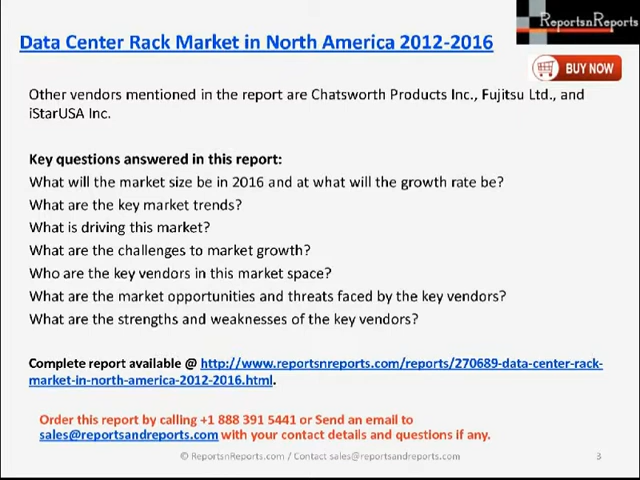 Data Center Rack Market in North America 2012-2016
ReportsnReports
BUY NOW
Other vendors mentioned in the report are Chatsworth Products Inc., Fujitsu Ltd., and
iStarUSA Inc.
Key questions answered in this report:
What will the market size be in 2016 and at what will the growth rate be?
What are the key market trends?
What is driving this market?
What are the challenges to market growth?
Who are the key vendors in this market space?
What are the market opportunities and threats faced by the key vendors?
What are the strengths and weaknesses of the key vendors?
Complete report available @ http://www.reportsnreports.com/reports/270689-data-center-rack-
market-in-north-america-2012-2016.html.
Order this report by calling +1 888 391 5441 or Send an email to
sales@reportsandreports.com with your contact details and questions if any.
© ReportsnReports.com / Contact sales@reportsandreports.com
3